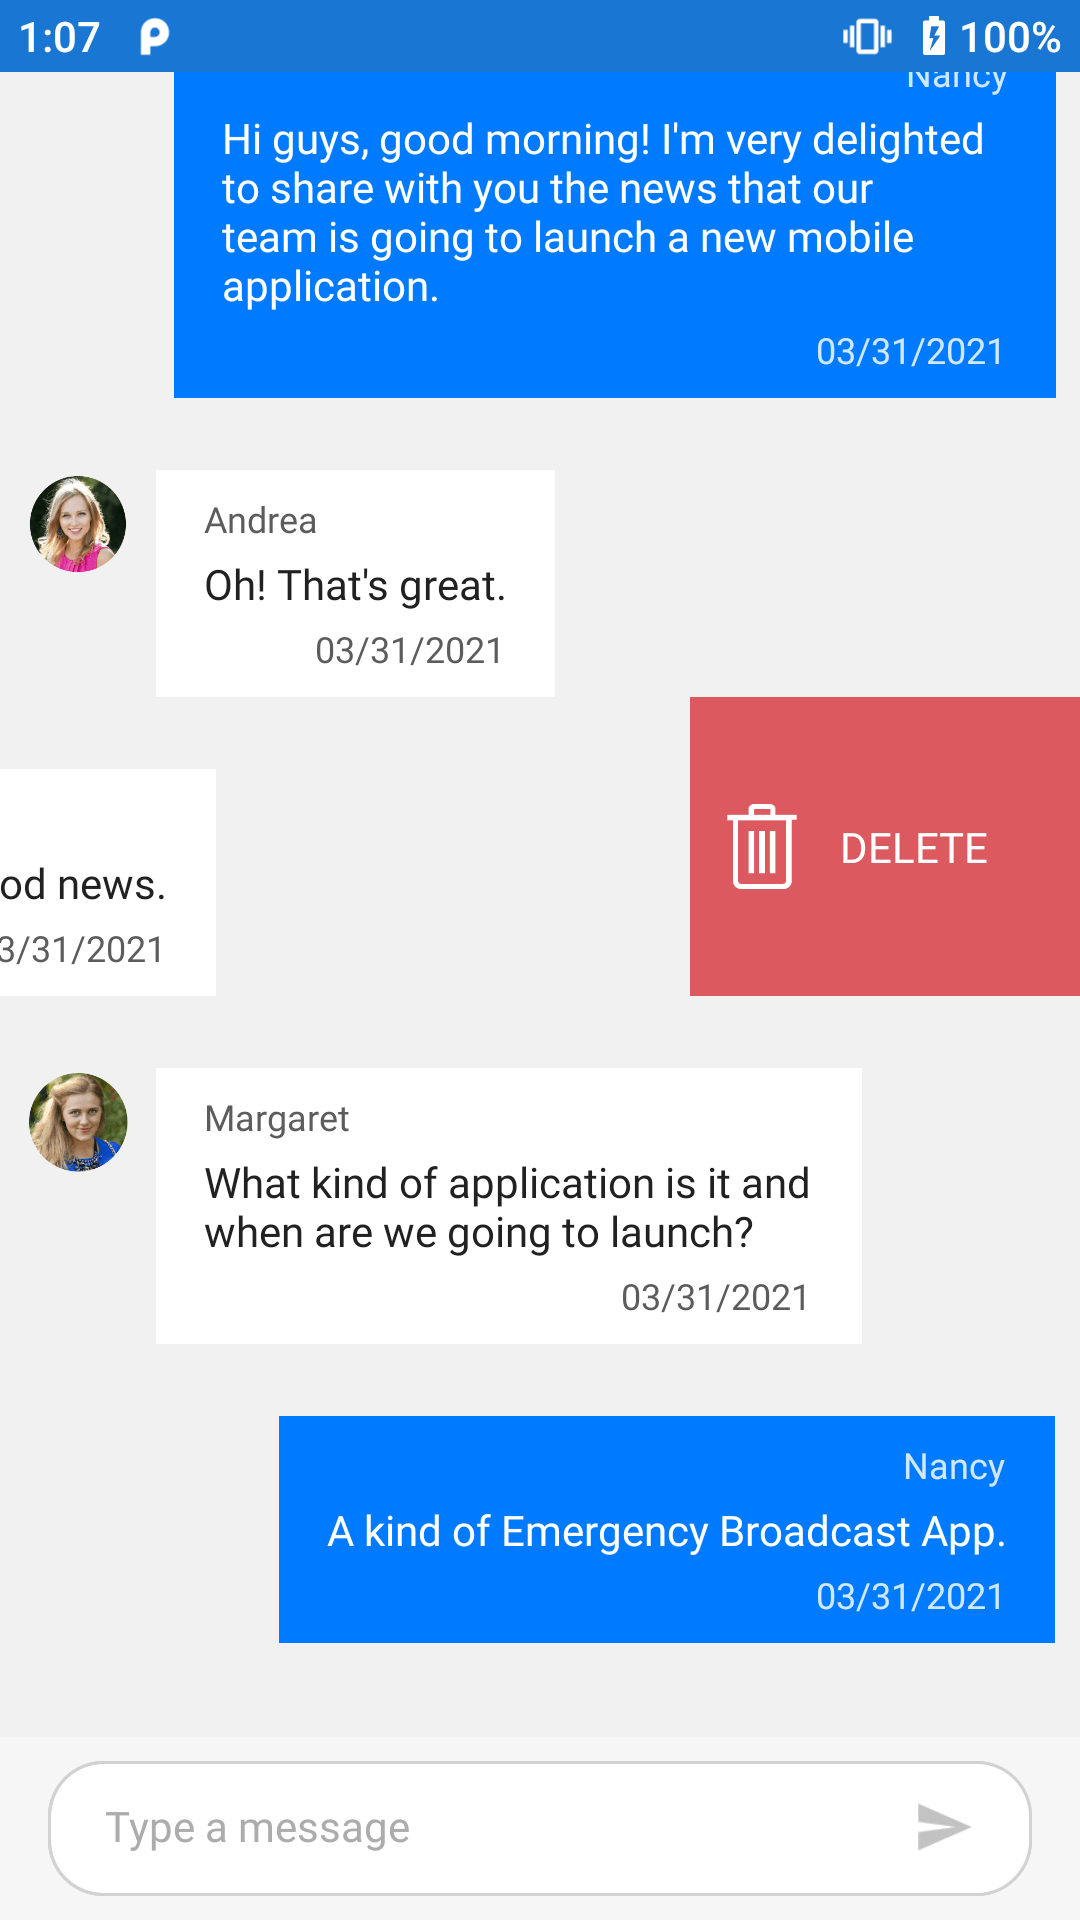 1:07 100%
Nancy
Hi guys, good morning! I'm very delighted
to share with you the news that our
team is going to launch a new mobile
application.
03/31/2021
Andrea
Oh! That's great.
03/31/2021
od news.
3/31/2021
DELETE
Margaret
What kind of application is it and
when are we going to launch?
03/31/2021
Nancy
A kind of Emergency Broadcast App.
03/31/2021
Type a message